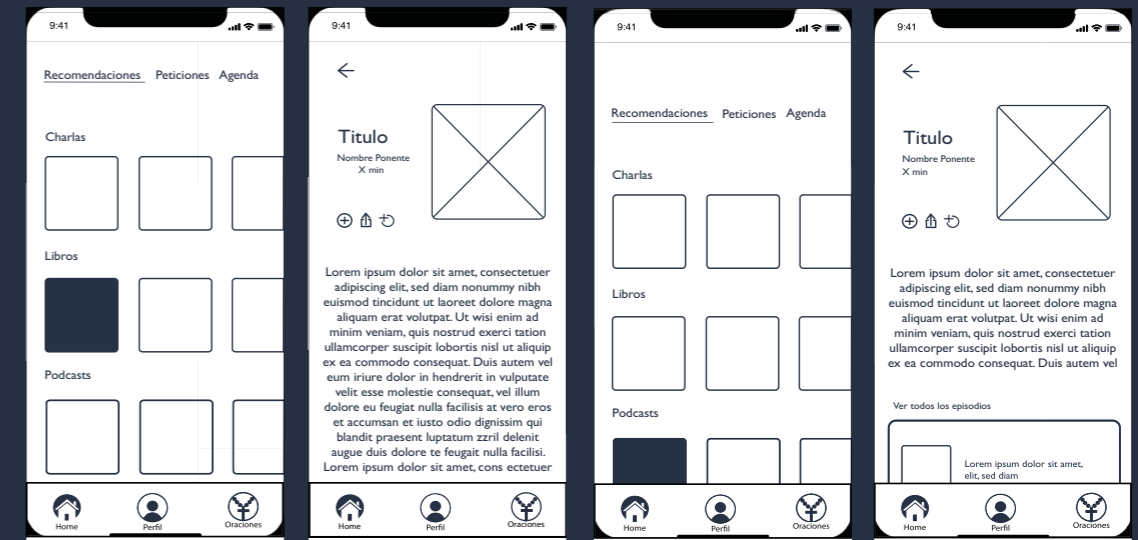 9:41
Recomendaciones Peticiones Agenda
Charlas
Libros
Podcasts
Home Perfil Oraciones
9:41
Titulo
Nombre Ponente
X min
Lorem ipsum dolor sit amet, consectetuer
adipiscing elit, sed diam nonummy nibh
euismod tincidunt ut laoreet dolore magna
aliquam erat volutpat. Ut wisi enim ad
minim veniam, quis nostrud exerci tation
ullamcorper suscipit lobortis nisl ut aliquip
ex ea commodo consequat. Duis autem vel
eum iriure dolor in hendrerit in vulputate
velit esse molestie consequat, vel illum
dolore eu feugiat nulla facilisis at vero eros
et accumsan et iusto odio dignissim qui
blandit praesent luptatum zzril delenit
augue duis dolore te feugait nulla facilisi.
Lorem ipsum dolor sit amet, cons ectetuer
Home Perfil Oraciones
9:41
Recomendaciones Peticiones Agenda
Charlas
Libros
Podcasts
Home Perfil Oraciones
9:41
Titulo
Nombre Ponente
X min
Lorem ipsum dolor sit amet, consectetuer
adipiscing elit, sed diam nonummy nibh
euismod tincidunt ut laoreet dolore magna
aliquam erat volutpat. Ut wisi enim ad
minim veniam, quis nostrud exerci tation
ullamcorper suscipit lobortis nisl ut aliquip
ex ea commodo consequat. Duis autem vel
Ver todos los episodios
Lorem ipsum dolor sit amet,
elit, sed diam
Home Perfil Oraciones